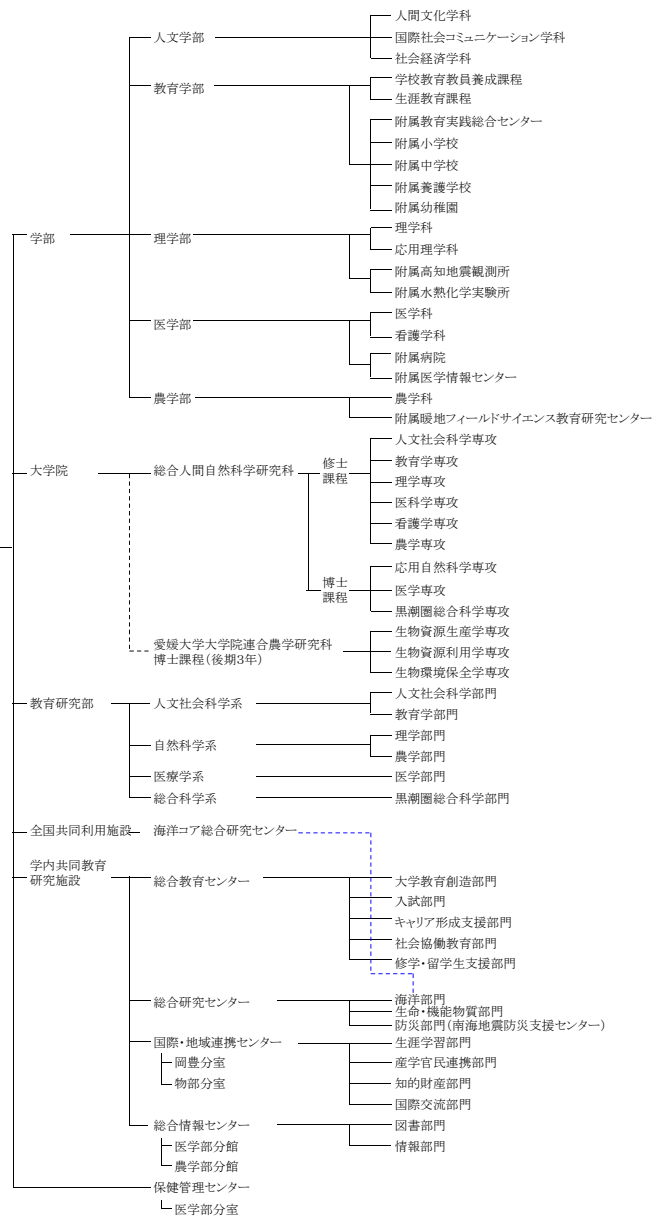 人間文化学科
人文学部
国際社会コミュニケーション学科
社会経済学科
学校教育教員養成課程
教育学部
生涯教育課程
附属教育実践総合センター
附属小学校
附属中学校
附属養護学校
附属幼稚園
理学科
学部
理学部
応用理学科
附属高知地震観測所
附属水熱化学実験所
医学科
医学部
看護学科
附属病院
附属医学情報センター
農学部
農学科
附属暖地フィールドサイエンス教育研究センター
人文社会科学専攻
教育学専攻
大学院
総合人間自然科学研究科
修士
課程
理学専攻
医科学専攻
看護学専攻
農学専攻
応用自然科学専攻
博士
課程
医学専攻
黒潮圏総合科学専攻
愛媛大学大学院連合農学研究科
博士課程（後期3年）
生物資源生産学専攻
生物資源利用学専攻
生物環境保全学専攻
教育研究部
人文社会科学系
人文社会科学部門
教育学部門
自然科学系
理学部門
農学部門
医療学系
医学部門
総合科学系
黒潮圏総合科学部門
全国共同利用施設
海洋コア総合研究センター
学内共同教育
研究施設
総合教育センター
大学教育創造部門
入試部門
キャリア形成支援部門
社会協働教育部門
修学・留学生支援部門
総合研究センター
海洋部門
生命・機能物質部門
防災部門（南海地震防災支援センター）
国際・地域連携センター
岡豊分室
物部分室
生涯学習部門
産学官民連携部門
知的財産部門
国際交流部門
総合情報センター
医学部分館
農学部分館
図書部門
情報部門
保健管理センター
医学部分室